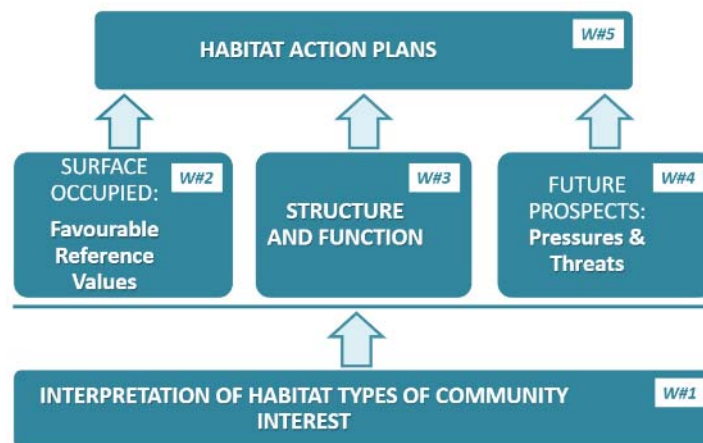 HABITAT ACTION PLANS
W#5
SURFACE
OCCUPIED:
Favourable
Reference
Values
W#2
STRUCTURE
AND FUNCTION
W#3
FUTURE
PROSPECTS:
Pressures &
Threats
W#4
INTERPRETATION OF HABITAT TYPES OF COMMUNITY
INTEREST
W#1